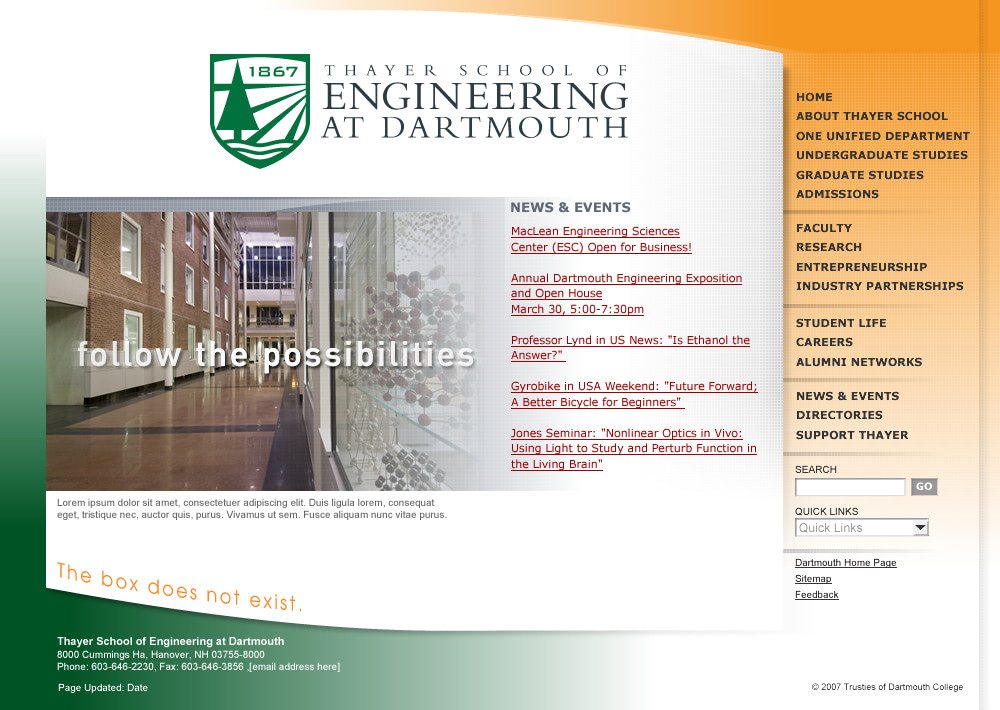 1867
THAYER SCHOOL OF
ENGINEERING
AT DARTMOUTH
HOME
ABOUT THAYER SCHOOL
ONE UNIFIED DEPARTMENT
UNDERGRADUATE STUDIES
GRADUATE STUDIES
ADMISSIONS
FACULTY
RESEARCH
ENTREPRENEURSHIP
INDUSTRY PARTNERSHIPS
STUDENT LIFE
CAREERS
ALUMNI NETWORKS
NEWS & EVENTS
DIRECTORIES
SUPPORT THAYER
SEARCH
GO
QUICK LINKS
Quick Links
Dartmouth Home Page
Sitemap
Feedback
follow the possibilities
NEWS & EVENTS
MacLean Engineering Sciences
Center (ESC) Open for Business!
Annual Dartmouth Engineering Exposition
and Open House
March 30, 5:00-7:30pm
Professor Lynd in US News: "Is Ethanol the
Answer?"
Gyrobike in USA Weekend: "Future Forward;
A Better Bicycle for Beginners"
Jones Seminar: "Nonlinear Optics in Vivo:
Using Light to Study and Perturb Function in
the Living Brain"
Lorem ipsum dolor sit amet, consectetuer adipiscing elit. Duis ligula lorem, consequat
eget, tristique nec, auctor quis, purus. Vivamus ut sem. Fusce aliquam nunc vitae purus.
The box does not exist.
Thayer School of Engineering at Dartmouth
8000 Cummings Ha, Hanover, NH 03755-8000
Phone: 603-646-2230, Fax: 603-646-3856 ,[email address here]
Page Updated: Date
© 2007 Trusties of Dartmouth College